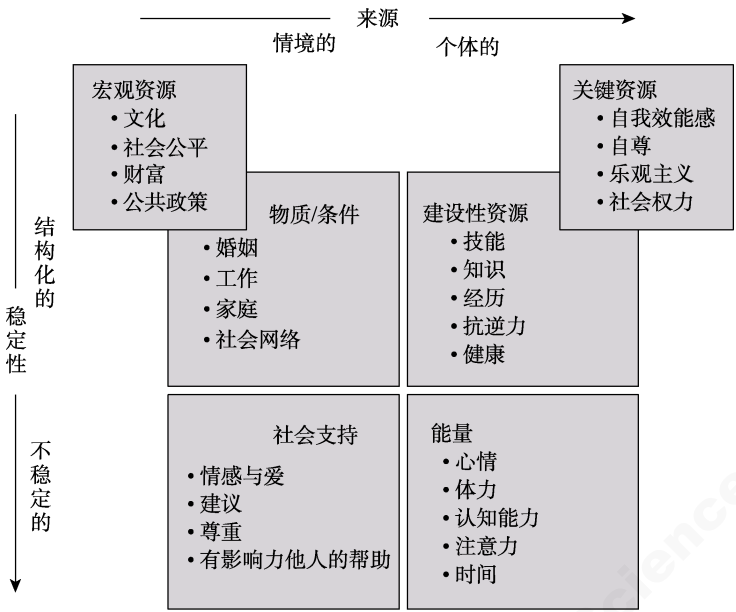 来源
情境的
个体的
宏观资源
• 文化
• 社会公平
• 财富
• 公共政策
关键资源
• 自我效能感
• 自尊
• 乐观主义
• 社会权力
物质/条件
• 婚姻
• 工作
• 家庭
• 社会网络
建设性资源
• 技能
• 知识
• 经历
• 抗逆力
• 健康
结构化的
稳定性
不稳定的
社会支持
• 情感与爱
• 建议
• 尊重
• 有影响力他人的帮助
能量
• 心情
• 体力
• 认知能力
• 注意力
• 时间